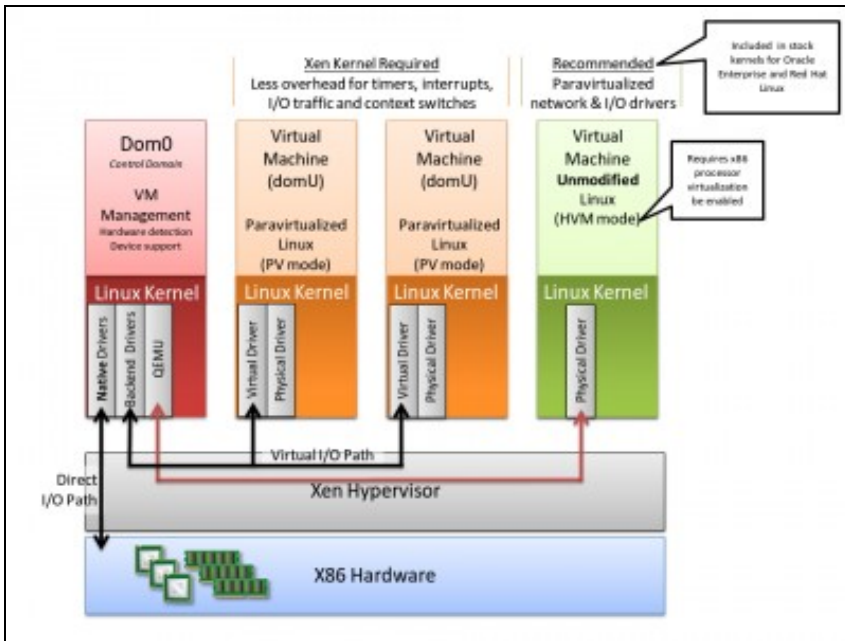 Xen Kernel Required
Less overhead for timers, interrupts,
I/O traffic and context switches
Recommended
Paravirtualized
network & I/O drivers
Included in stock
kernels for Oracle
Enterprise and Red Hat
Linux
Dom0
Control Domain
VM
Management
Hardware detection
Device support
Linux Kernel
Native Drivers
Backend Drivers
QEMU
Virtual
Machine
(domU)
Paravirtualized
Linux
(PV mode)
Linux Kernel
Virtual Driver
Physical Driver
Virtual
Machine
(domU)
Paravirtualized
Linux
(PV mode)
Linux Kernel
Virtual Driver
Physical Driver
Virtual
Machine
Unmodified
Linux
(HVM mode)
Linux Kernel
Physical Driver
Requires x86
processor
virtualization
be enabled
Virtual I/O Path
Direct
I/O Path
Xen Hypervisor
X86 Hardware